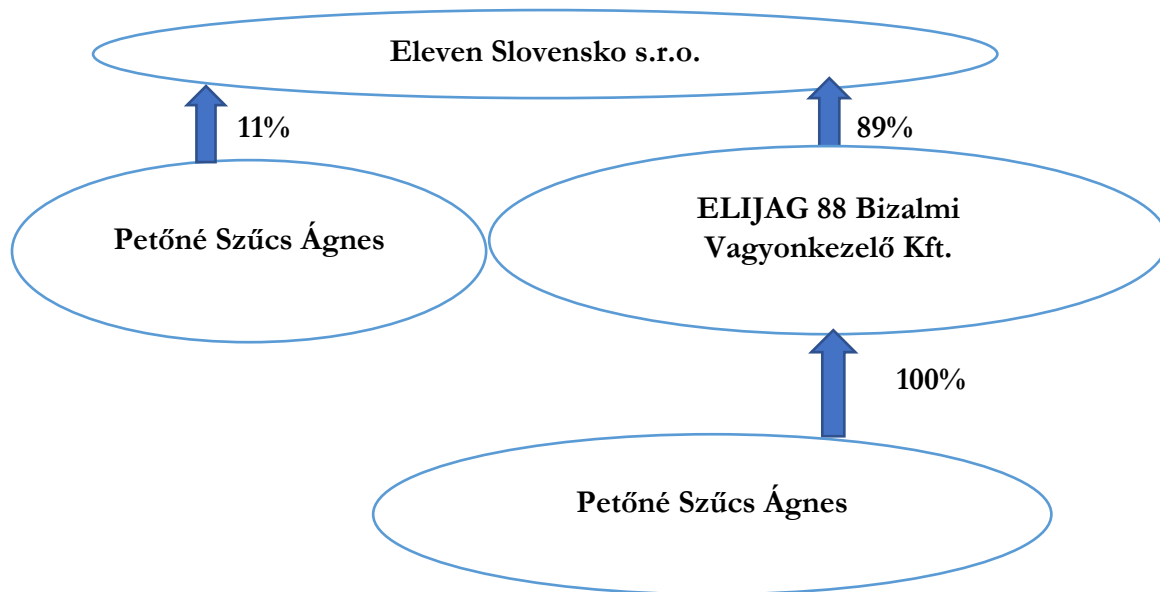 Eleven Slovensko s.r.o.
11%
89%
Petőné Szűcs Ágnes
ELIJAG 88 Bizalmi
Vagyonkezelő Kft.
100%
Petőné Szűcs Ágnes